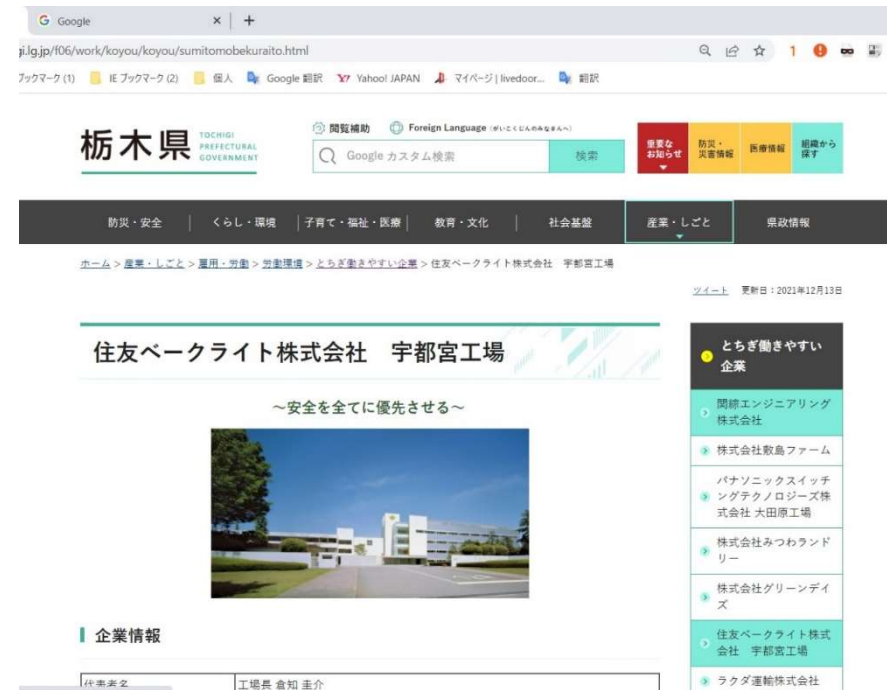 Google × +
gi.lg.jp/f06/work/koyou/koyou/sumitomobekuraito.html
ブックマーク (1) IE ブックマーク (2) 個人 Google 翻訳 Yahoo! JAPAN マイページ | livedoor... 翻訳
栃木県 TOCHIGI PREFECTURAL GOVERNMENT
閲覧補助 Foreign Language (がいこくじんのみなさんへ)
Google カスタム検索 検索
重要なお知らせ 防災・災害情報 医療情報 組織から探す
防災・安全 くらし・環境 子育て・福祉・医療 教育・文化 社会基盤 産業・しごと 県政情報
ホーム > 産業・しごと > 雇用・労働 > 労働環境 > とちぎ働きやすい企業 > 住友ベークライト株式会社 宇都宮工場
ツイート 更新日：2021年12月13日
住友ベークライト株式会社 宇都宮工場
～安全を全てに優先させる～
企業情報
代表者名 工場長 倉知 圭介
とちぎ働きやすい
企業
関綜エンジニアリング
株式会社
株式会社敷島ファーム
パナソニックスイッチ
ングテクノロジーズ株
式会社 大田原工場
株式会社みつわランド
リー
株式会社グリーンデイ
ズ
住友ベークライト株式
会社 宇都宮工場
ラクダ運輸株式会社